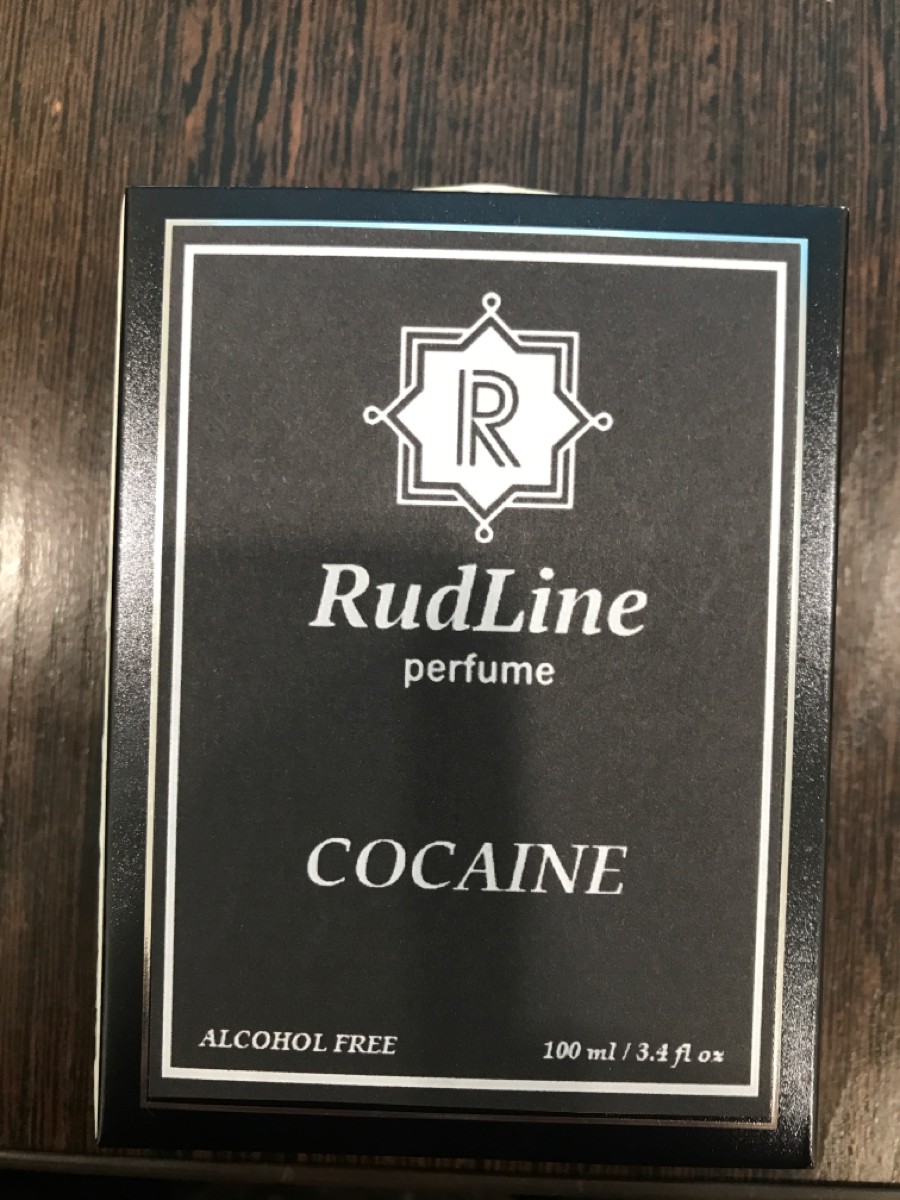 R
RudLine
perfume
COCAINE
ALCOHOL FREE
100 ml / 3.4 fl oz